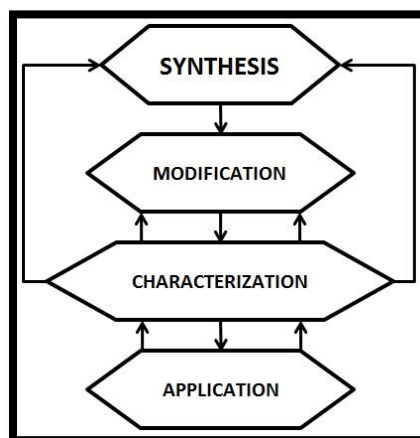 SYNTHESIS
MODIFICATION
CHARACTERIZATION
APPLICATION